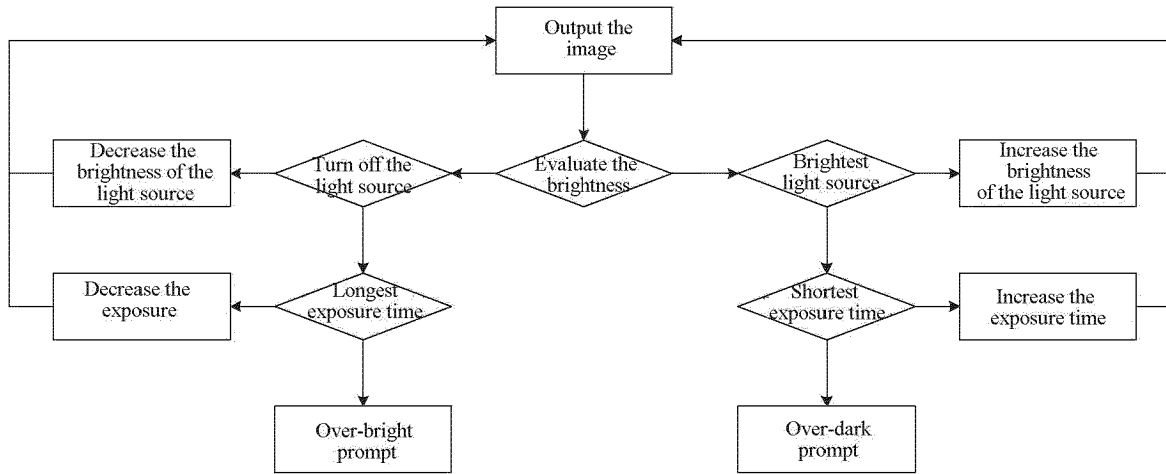 Output the
image
Decrease the
brightness of the
light source
Turn off the
light source
Evaluate the
brightness
Brightest
light source
Increase the
brightness
of the light source
Decrease the
exposure
Longest
exposure time
Shortest
exposure time
Increase the
exposure time
Over-bright
prompt
Over-dark
prompt